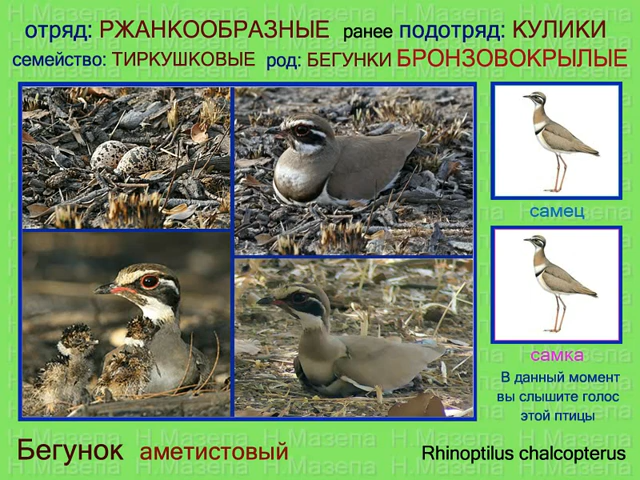 отряд: РЖАНКООБРАЗНЫЕ ранее подотряд: КУЛИКИ
семейство: ТИРКУШКОВЫЕ род: БЕГУНКИ БРОНЗОВОКРЫЛЫЕ
самец
самка
В данный момент
вы слышите голос
этой птицы
Бегунок аметистовый Rhinoptilus chalcopterus
Н.Мазепа